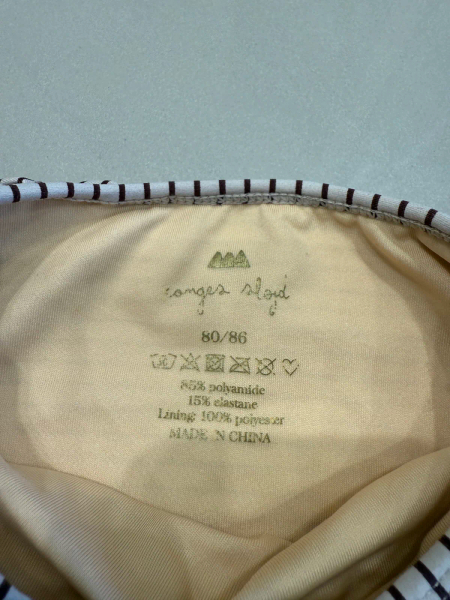 konges sløjd
80/86
85% polyamide
15% elastane
Lining: 100% polyester
MADE IN CHINA